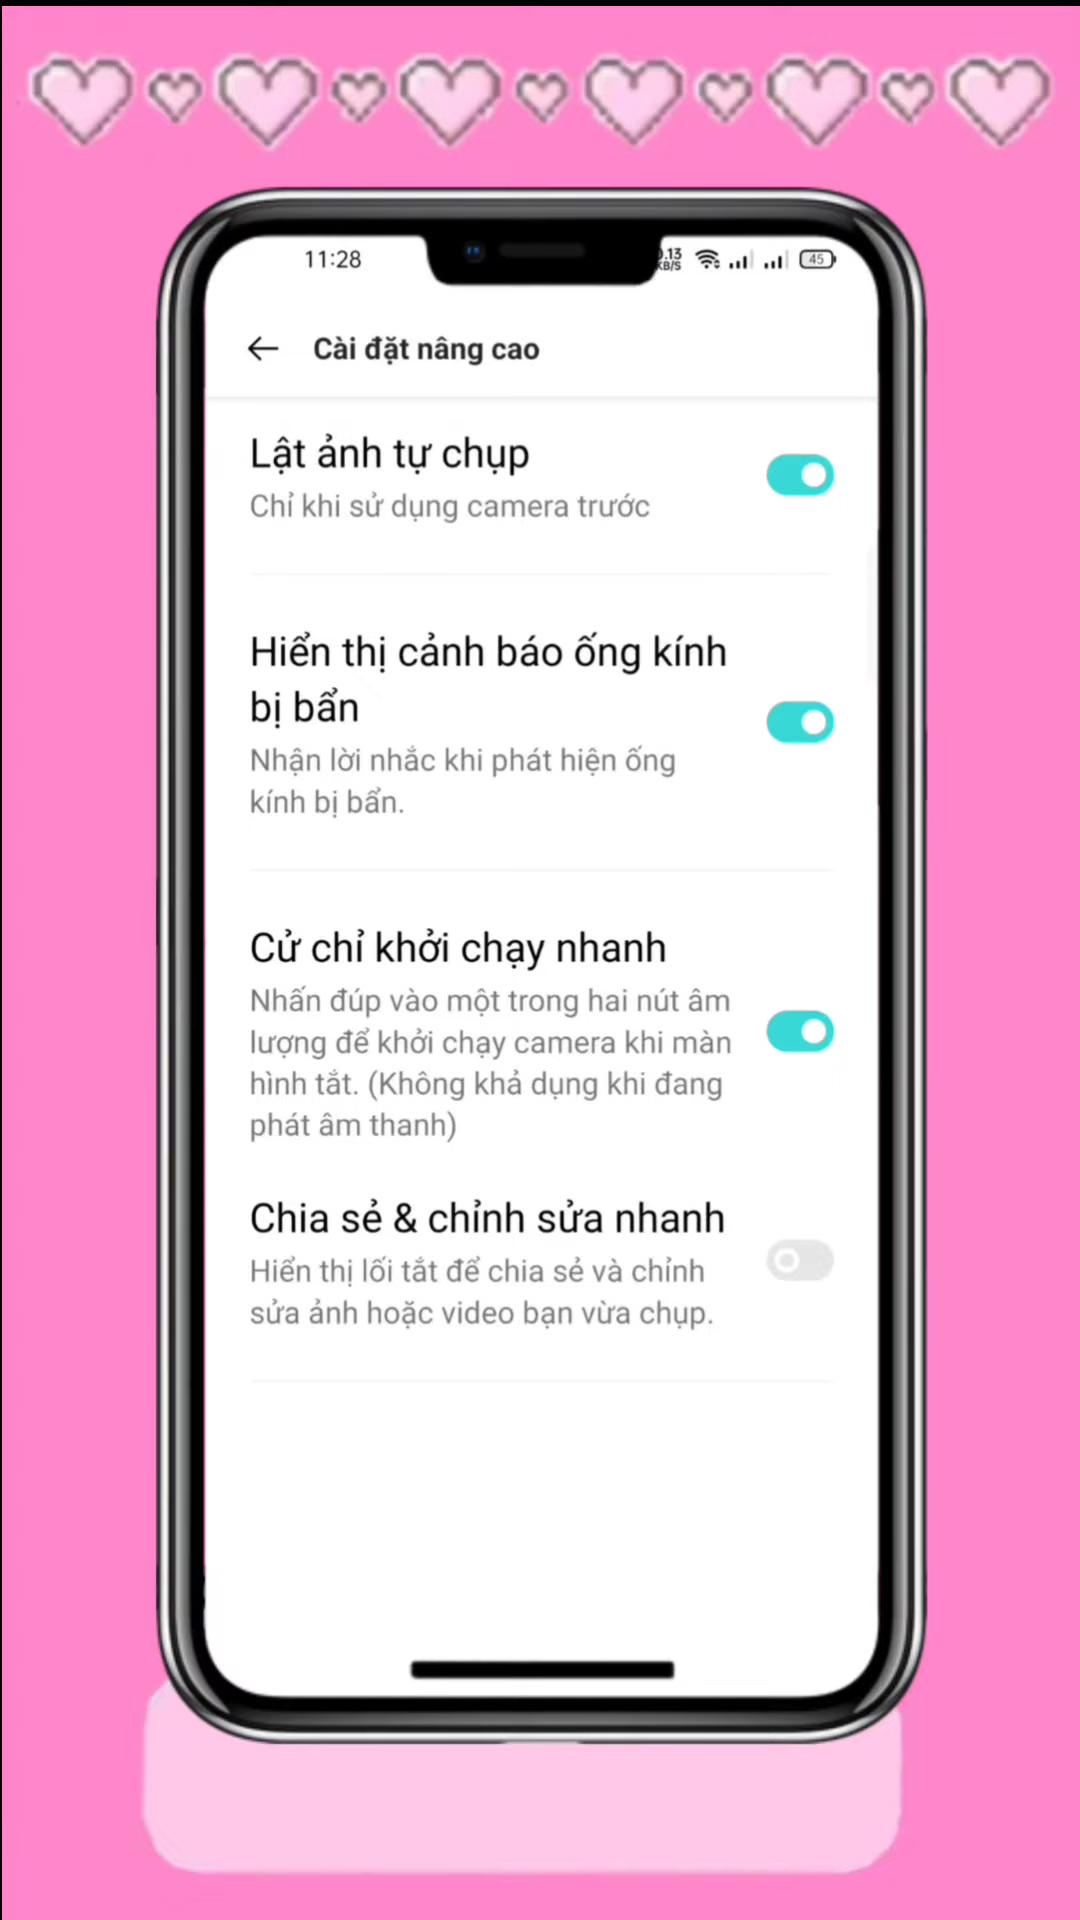 11:28
0.13
KB/S
45
Cài đặt nâng cao
Lật ảnh tự chụp
Chỉ khi sử dụng camera trước
Hiển thị cảnh báo ống kính
bị bẩn
Nhận lời nhắc khi phát hiện ống
kính bị bẩn.
Cử chỉ khởi chạy nhanh
Nhấn đúp vào một trong hai nút âm
lượng để khởi chạy camera khi màn
hình tắt. (Không khả dụng khi đang
phát âm thanh)
Chia sẻ & chỉnh sửa nhanh
Hiển thị lối tắt để chia sẻ và chỉnh
sửa ảnh hoặc video bạn vừa chụp.